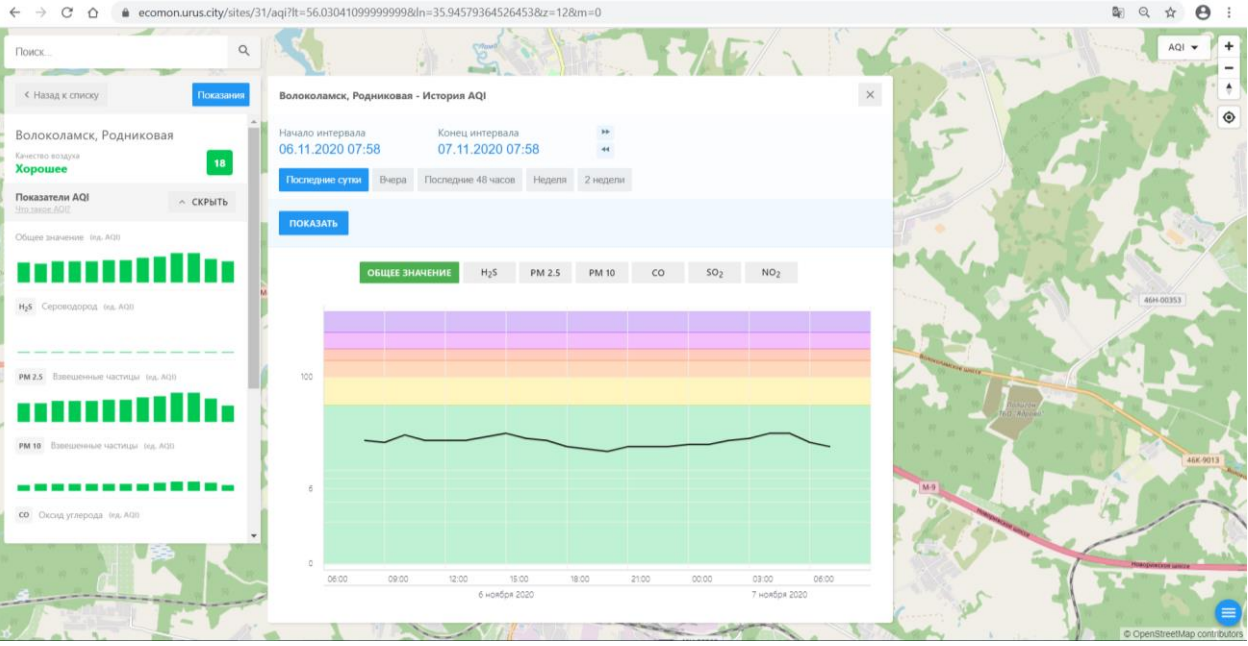 ecomon.urus.city/sites/31/aqi?lt=56.03041099999999&ln=35.94579364526453&z=12&m=0
Поиск...
AQI
Назад к списку
Показания
Волоколамск, Родниковая
Качество воздуха
Хорошее
18
Показатели AQI
Что такое AQI?
СКРЫТЬ
Общее значение (ед. AQI)
H₂S Сероводород (ед. AQI)
PM 2.5 Взвешенные частицы (ед. AQI)
PM 10 Взвешенные частицы (ед. AQI)
CO Оксид углерода (ед. AQI)
Волоколамск, Родниковая - История AQI
Начало интервала
Конец интервала
06.11.2020 07:58
07.11.2020 07:58
Последние сутки
Вчера
Последние 48 часов
Неделя
2 недели
ПОКАЗАТЬ
ОБЩЕЕ ЗНАЧЕНИЕ
H₂S
PM 2.5
PM 10
CO
SO₂
NO₂
100
6
0
06:00 09:00 12:00 15:00 18:00 21:00 00:00 03:00 06:00
6 ноября 2020
7 ноября 2020
46Н-00353
Волоколамское шоссе
46К-9013
М-9
Новорижское шоссе
Новорижское шоссе
© OpenStreetMap contributors